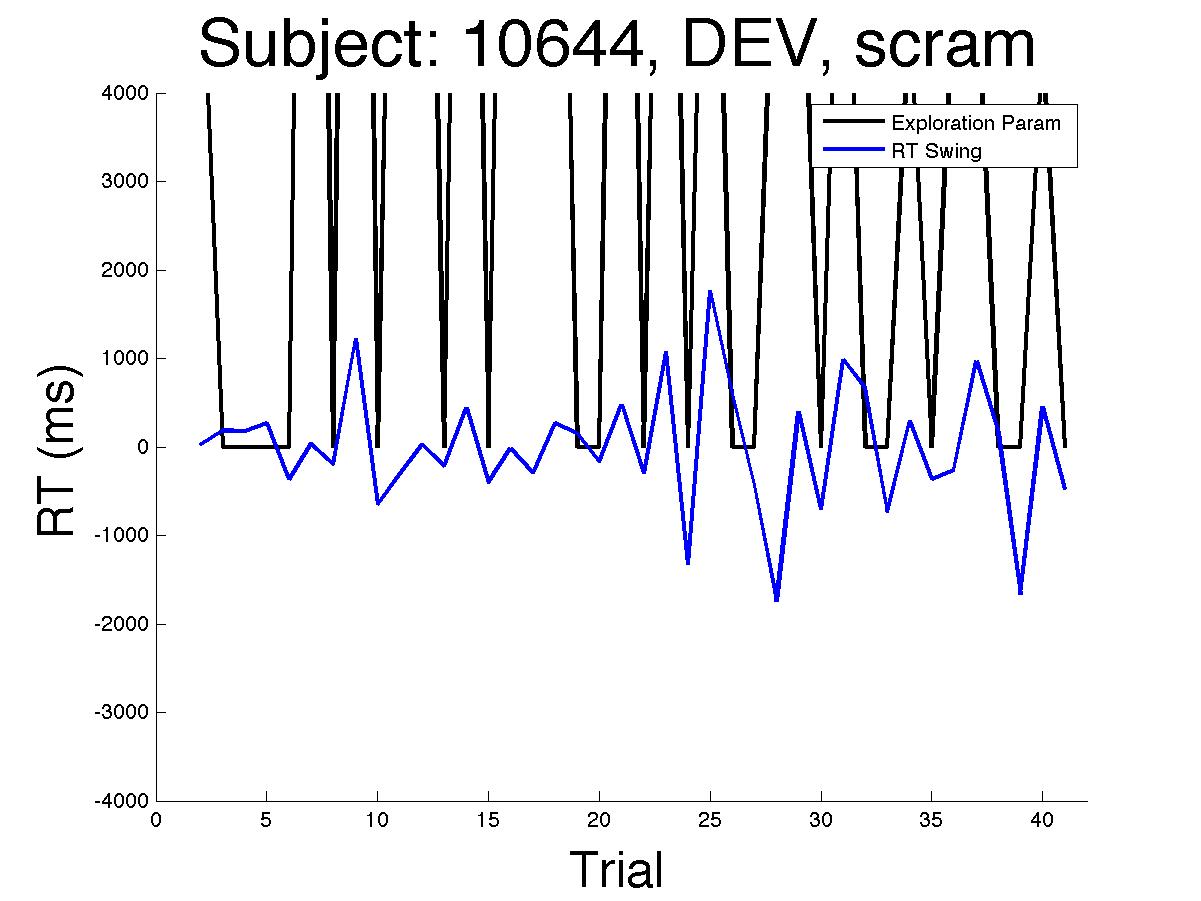 Subject: 10644, DEV, scram
4000
3000
2000
1000
0
-1000
-2000
-3000
-4000
RT (ms)
Exploration Param
RT Swing
0 5 10 15 20 25 30 35 40
Trial